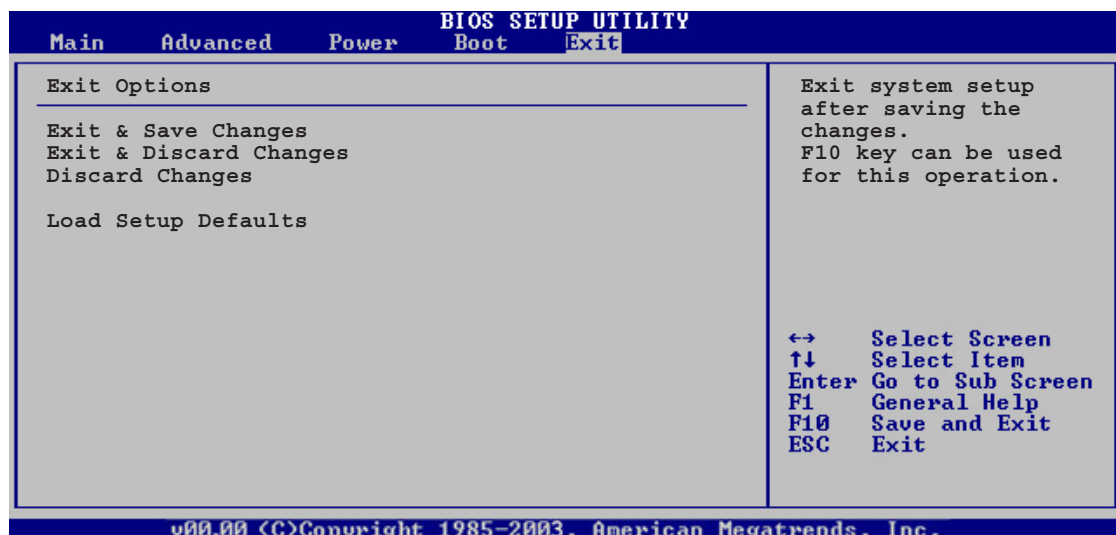 BIOS SETUP UTILITY
Main Advanced Power Boot Exit
Exit Options
Exit & Save Changes
Exit & Discard Changes
Discard Changes
Load Setup Defaults
Exit system setup
after saving the
changes.
F10 key can be used
for this operation.
←→ Select Screen
↑↓ Select Item
Enter Go to Sub Screen
F1 General Help
F10 Save and Exit
ESC Exit
v00.00 (C)Copyright 1985-2003, American Megatrends, Inc.